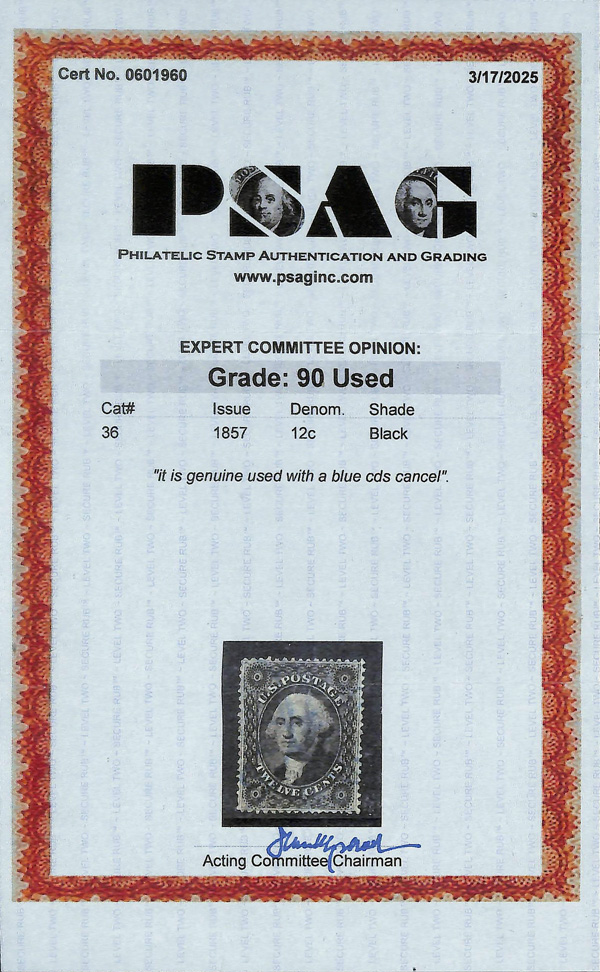 Cert No. 0601960 3/17/2025
PSAG
PHILATELIC STAMP AUTHENTICATION AND GRADING
www.psaginc.com
EXPERT COMMITTEE OPINION:
Grade: 90 Used
Cat# Issue Denom. Shade
36 1857 12c Black
"it is genuine used with a blue cds cancel".
U.S. POSTAGE
TWELVE CENTS
Acting Committee Chairman